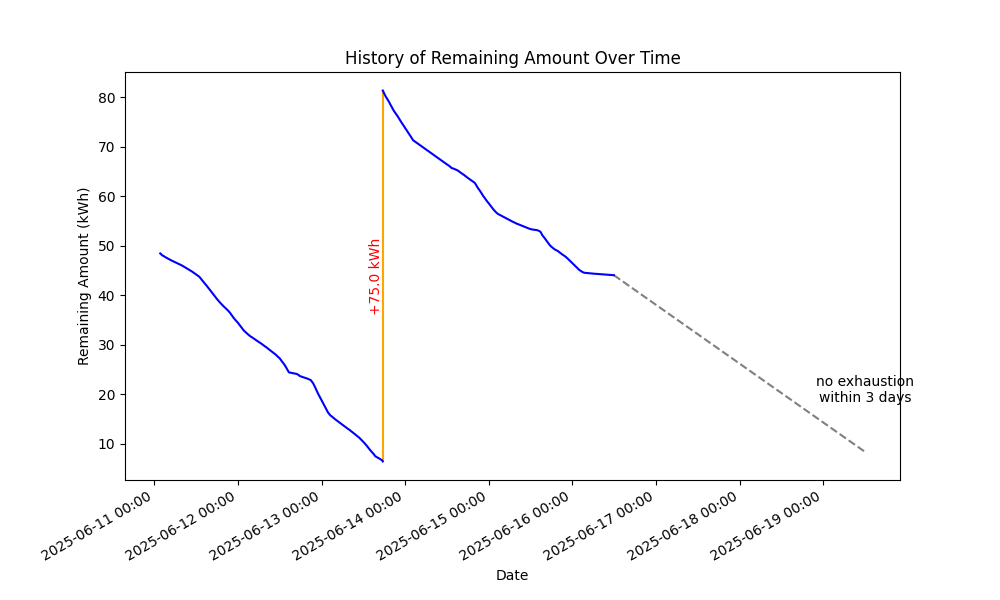 History of Remaining Amount Over Time
Remaining Amount (kWh)
80
70
60
50
40
30
20
10
+75.0 kWh
no exhaustion
within 3 days
2025-06-11 00:00
2025-06-12 00:00
2025-06-13 00:00
2025-06-14 00:00
2025-06-15 00:00
2025-06-16 00:00
2025-06-17 00:00
2025-06-18 00:00
2025-06-19 00:00
Date